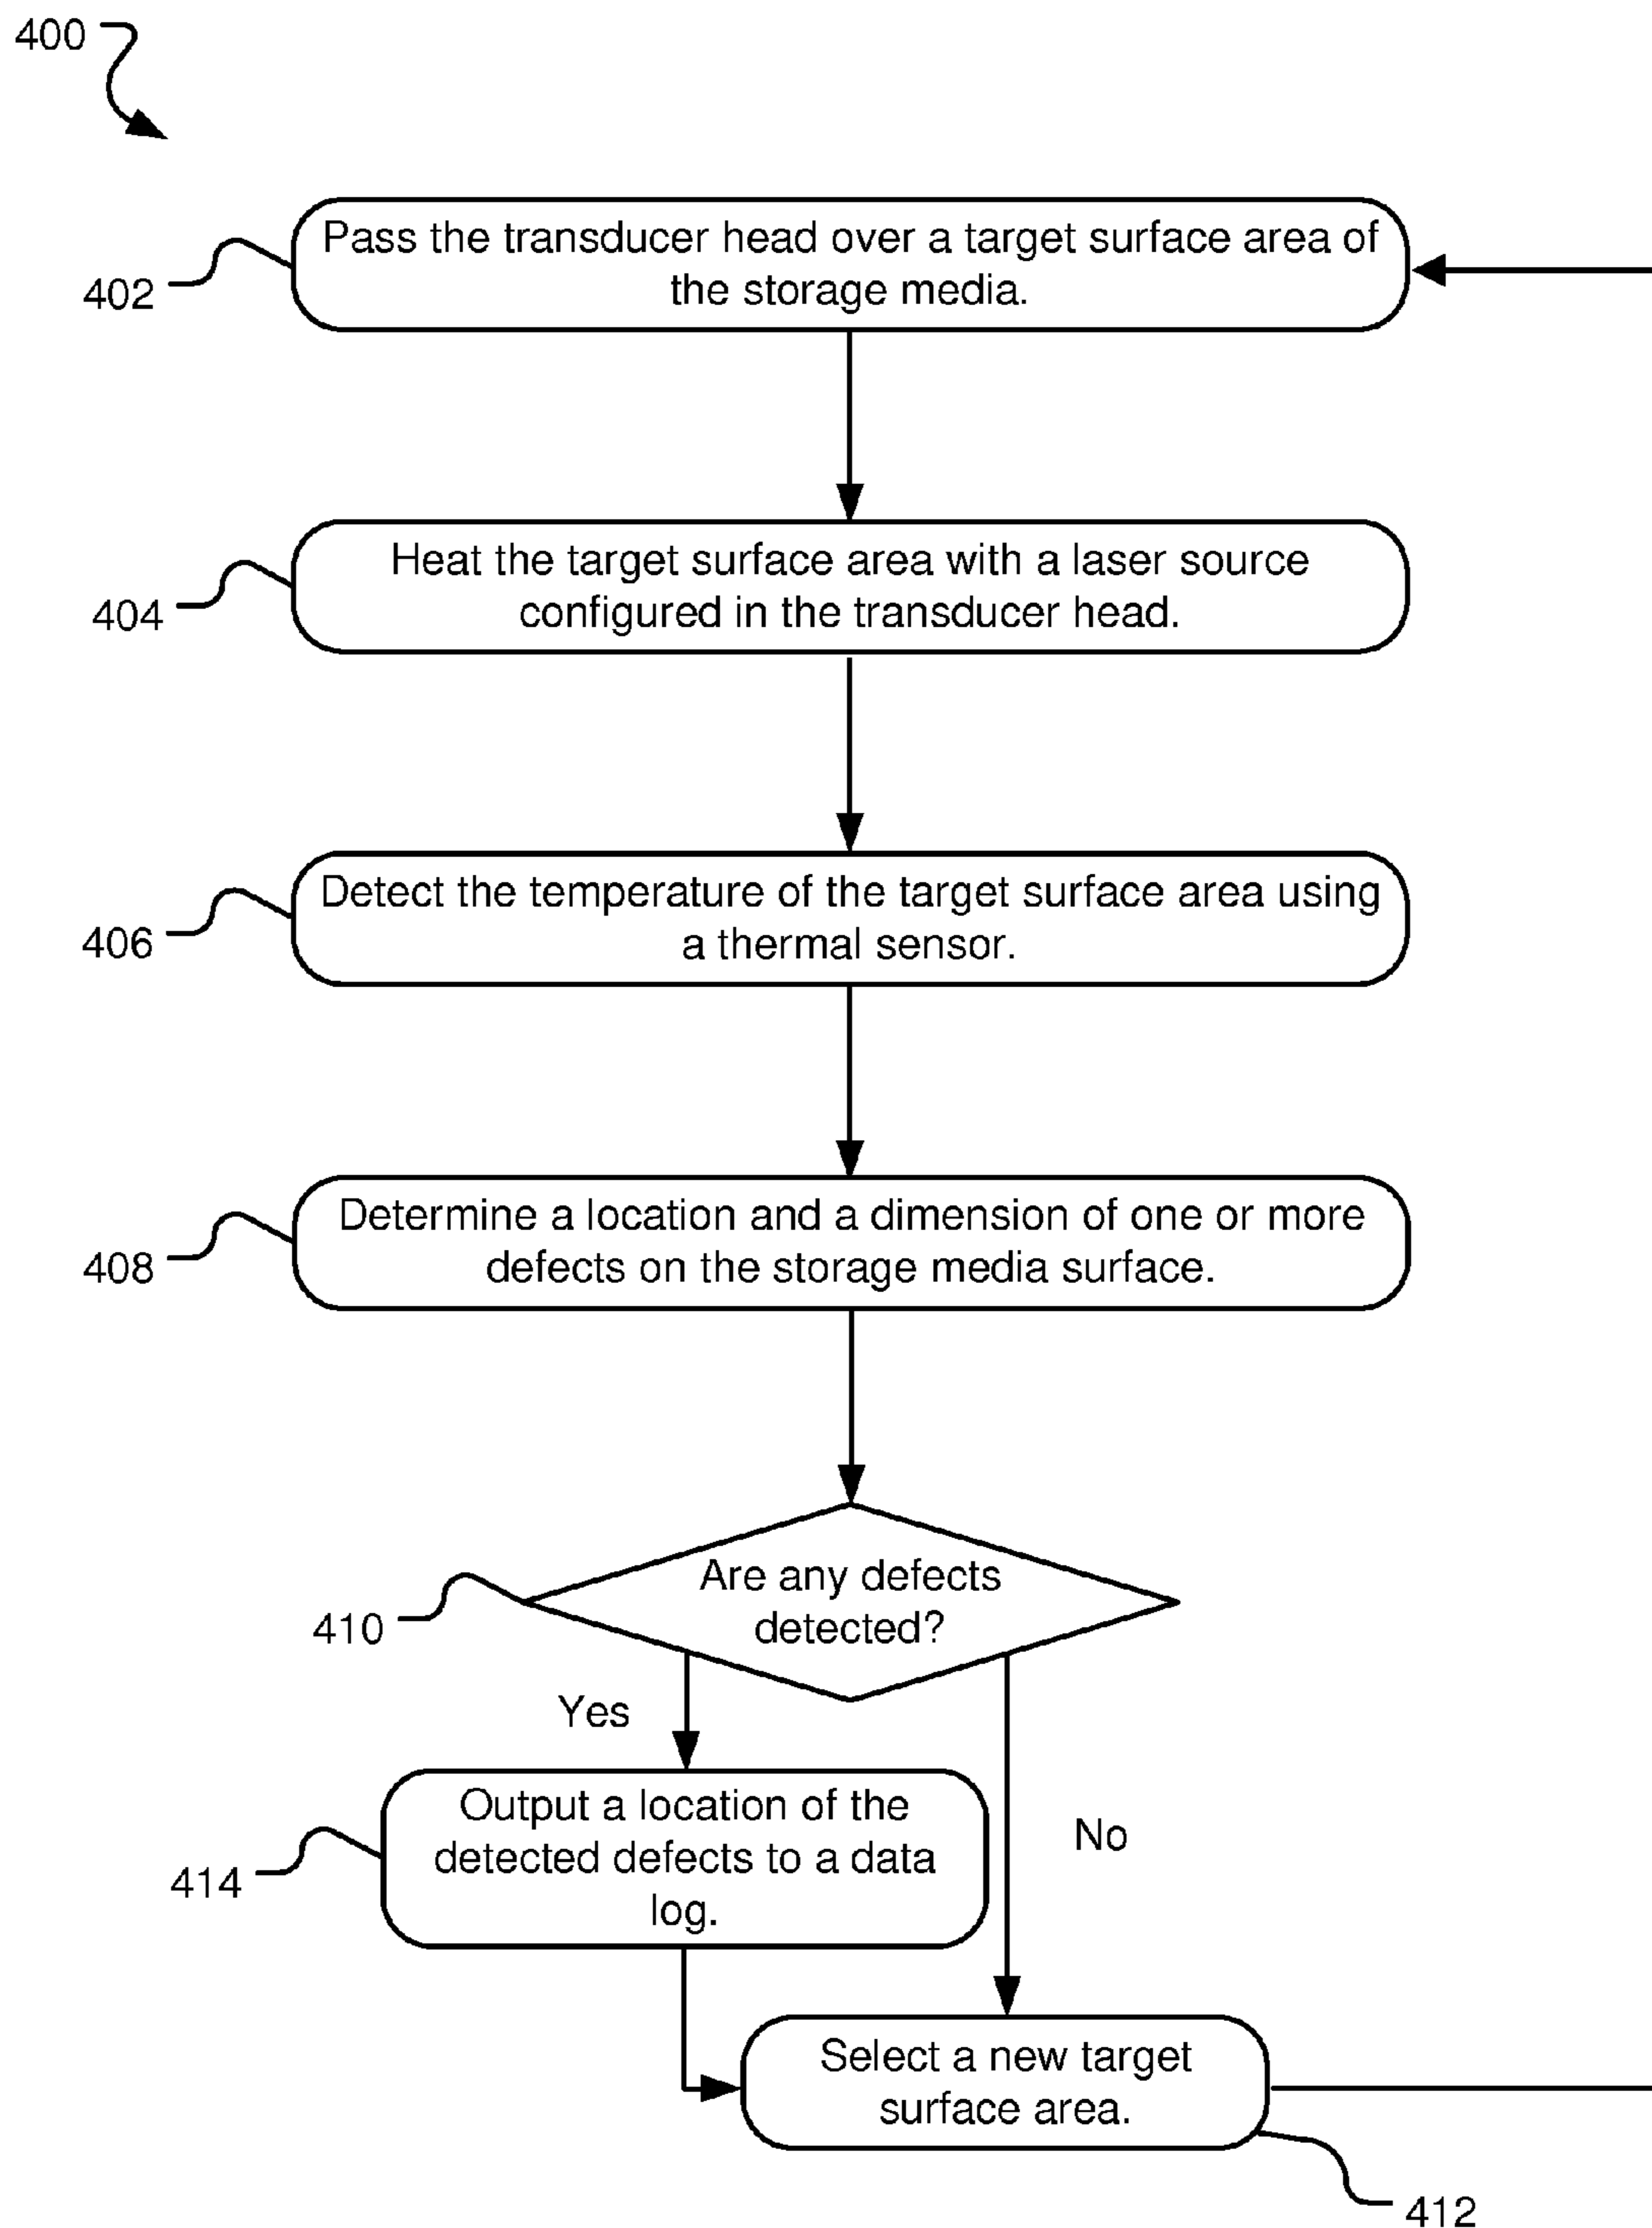 400
Pass the transducer head over a target surface area of
the storage media.
402
Heat the target surface area with a laser source
configured in the transducer head.
404
Detect the temperature of the target surface area using
a thermal sensor.
406
Determine a location and a dimension of one or more
defects on the storage media surface.
408
Are any defects
detected?
410
Yes
No
Output a location of the
detected defects to a data
log.
414
Select a new target
surface area.
412